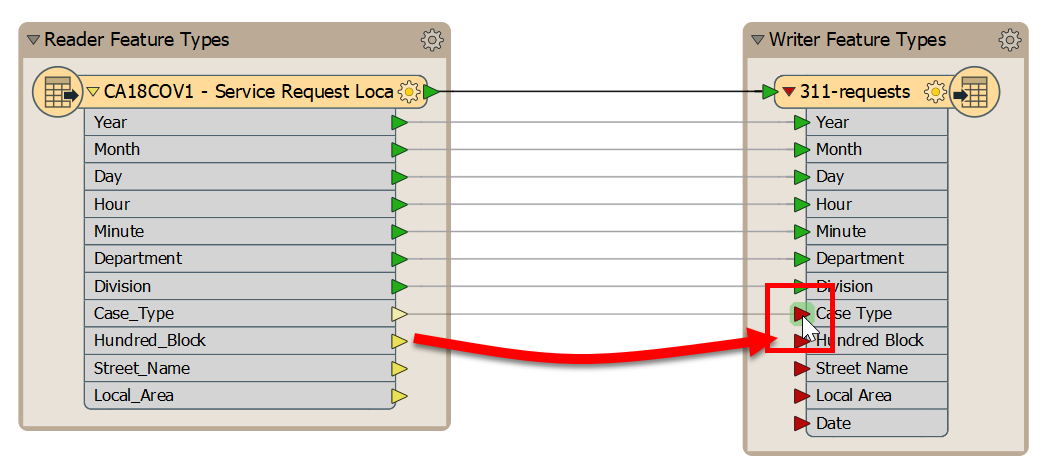 Reader Feature Types
CA18COV1 - Service Request Loca
Year
Month
Day
Hour
Minute
Department
Division
Case_Type
Hundred_Block
Street_Name
Local_Area
Writer Feature Types
311-requests
Year
Month
Day
Hour
Minute
Department
Division
Case Type
Hundred Block
Street Name
Local Area
Date